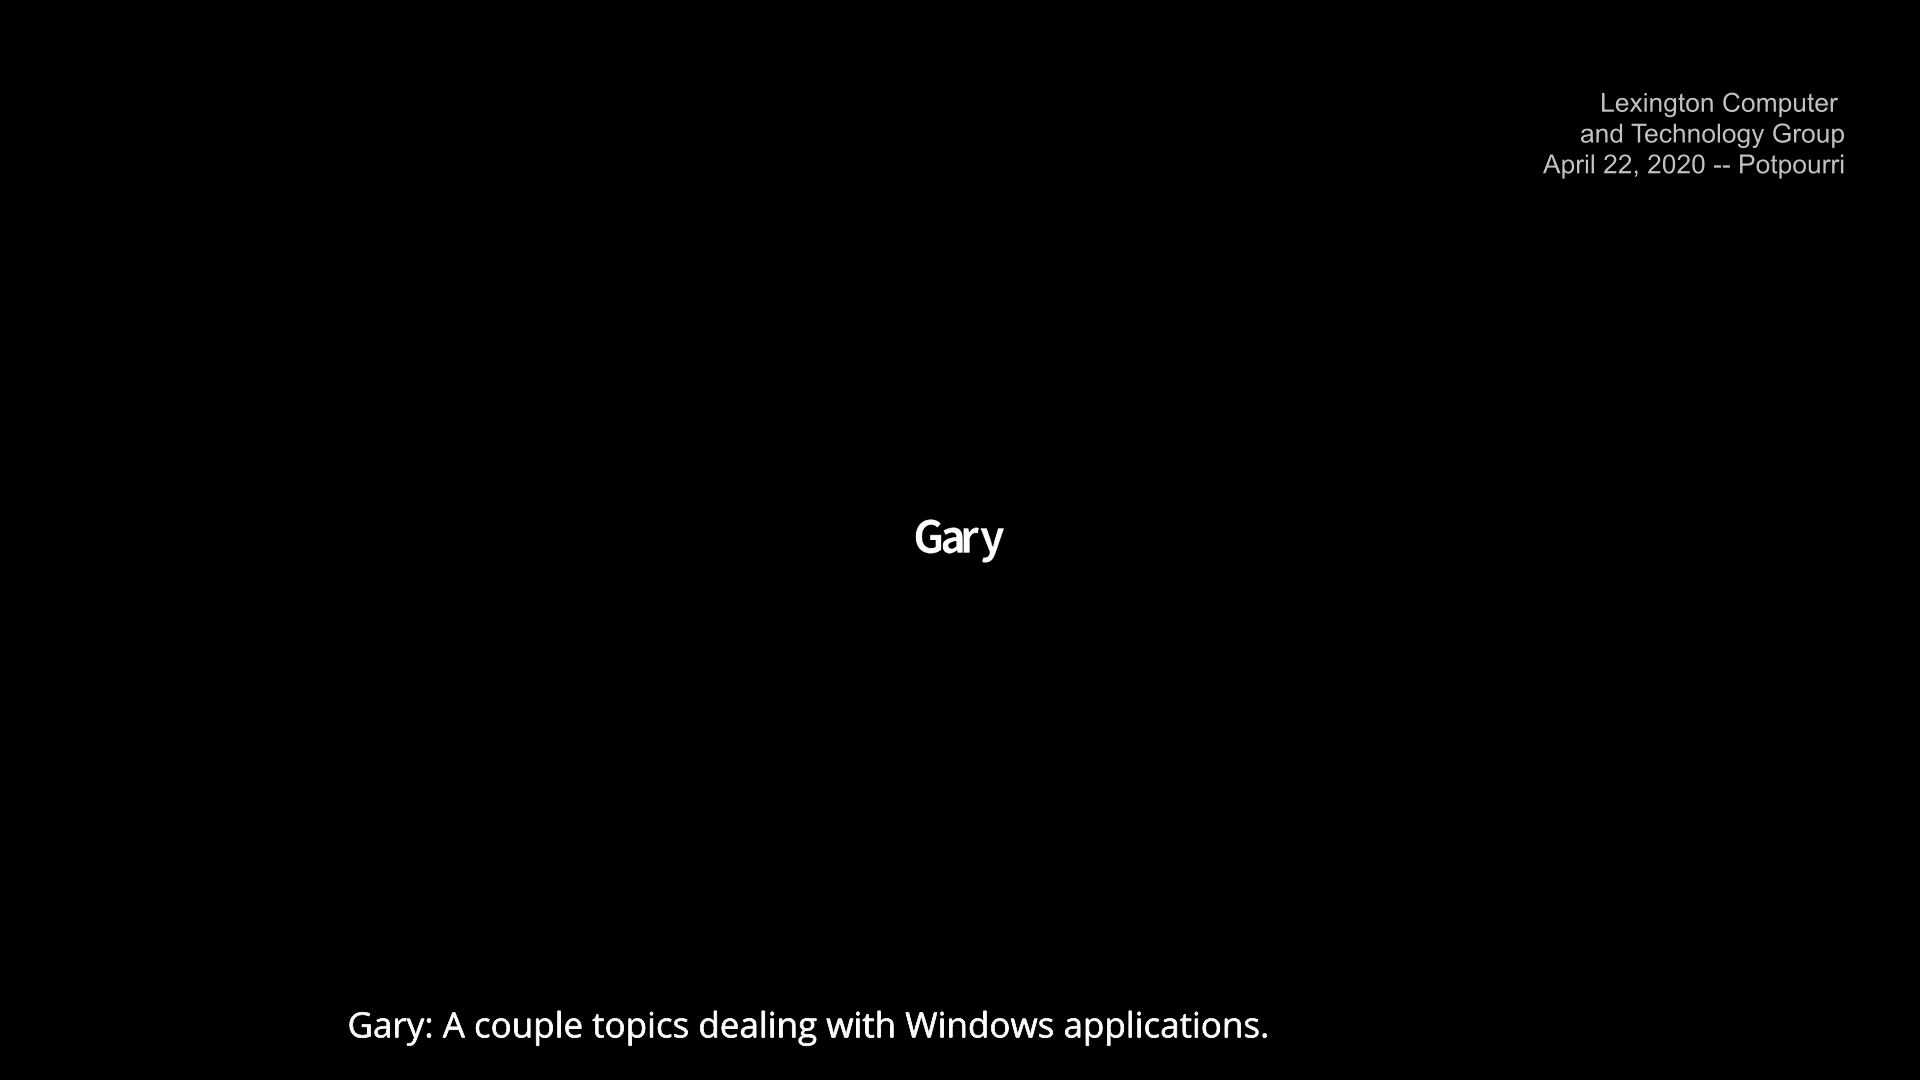 Lexington Computer
and Technology Group
April 22, 2020 -- Potpourri
Gary
Gary: A couple topics dealing with Windows applications.